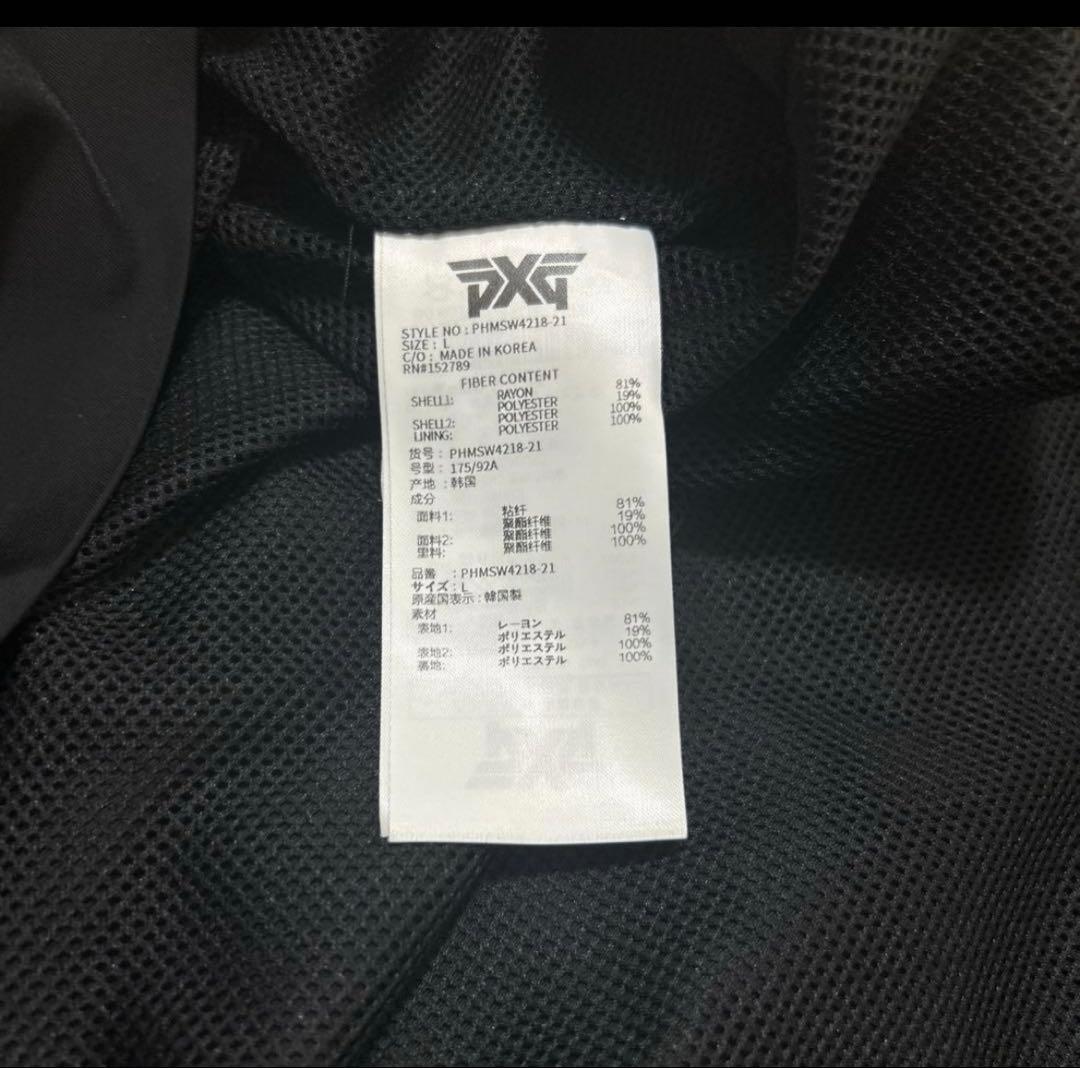 PXG
STYLE NO : PHMSW4218-21
SIZE : L
C/O : MADE IN KOREA
RN#152789
FIBER CONTENT
SHELL1: RAYON 81%
POLYESTER 19%
SHELL2: POLYESTER 100%
LINING: POLYESTER 100%
货号 : PHMSW4218-21
号型 : 175/92A
产地 : 韩国
成分
面料1: 粘纤 81%
聚酯纤维 19%
面料2: 聚酯纤维 100%
里料: 聚酯纤维 100%
品番 : PHMSW4218-21
サイズ : L
原産国表示 : 韓国製
素材
表地1: レーヨン 81%
ポリエステル 19%
表地2: ポリエステル 100%
裏地: ポリエステル 100%